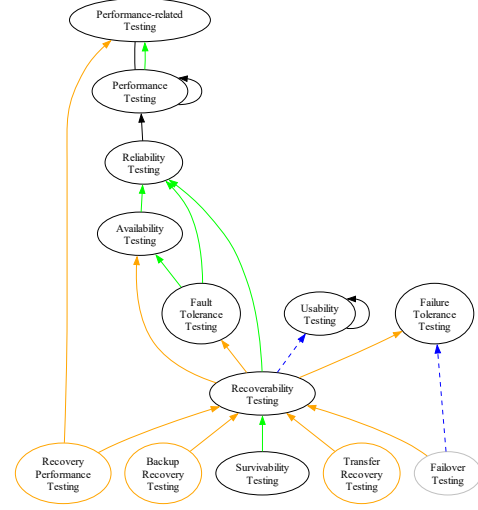 Performance-related
Testing
Performance
Testing
Reliability
Testing
Availability
Testing
Fault
Tolerance
Testing
Usability
Testing
Failure
Tolerance
Testing
Recoverability
Testing
Recovery
Performance
Testing
Backup
Recovery
Testing
Survivability
Testing
Transfer
Recovery
Testing
Failover
Testing